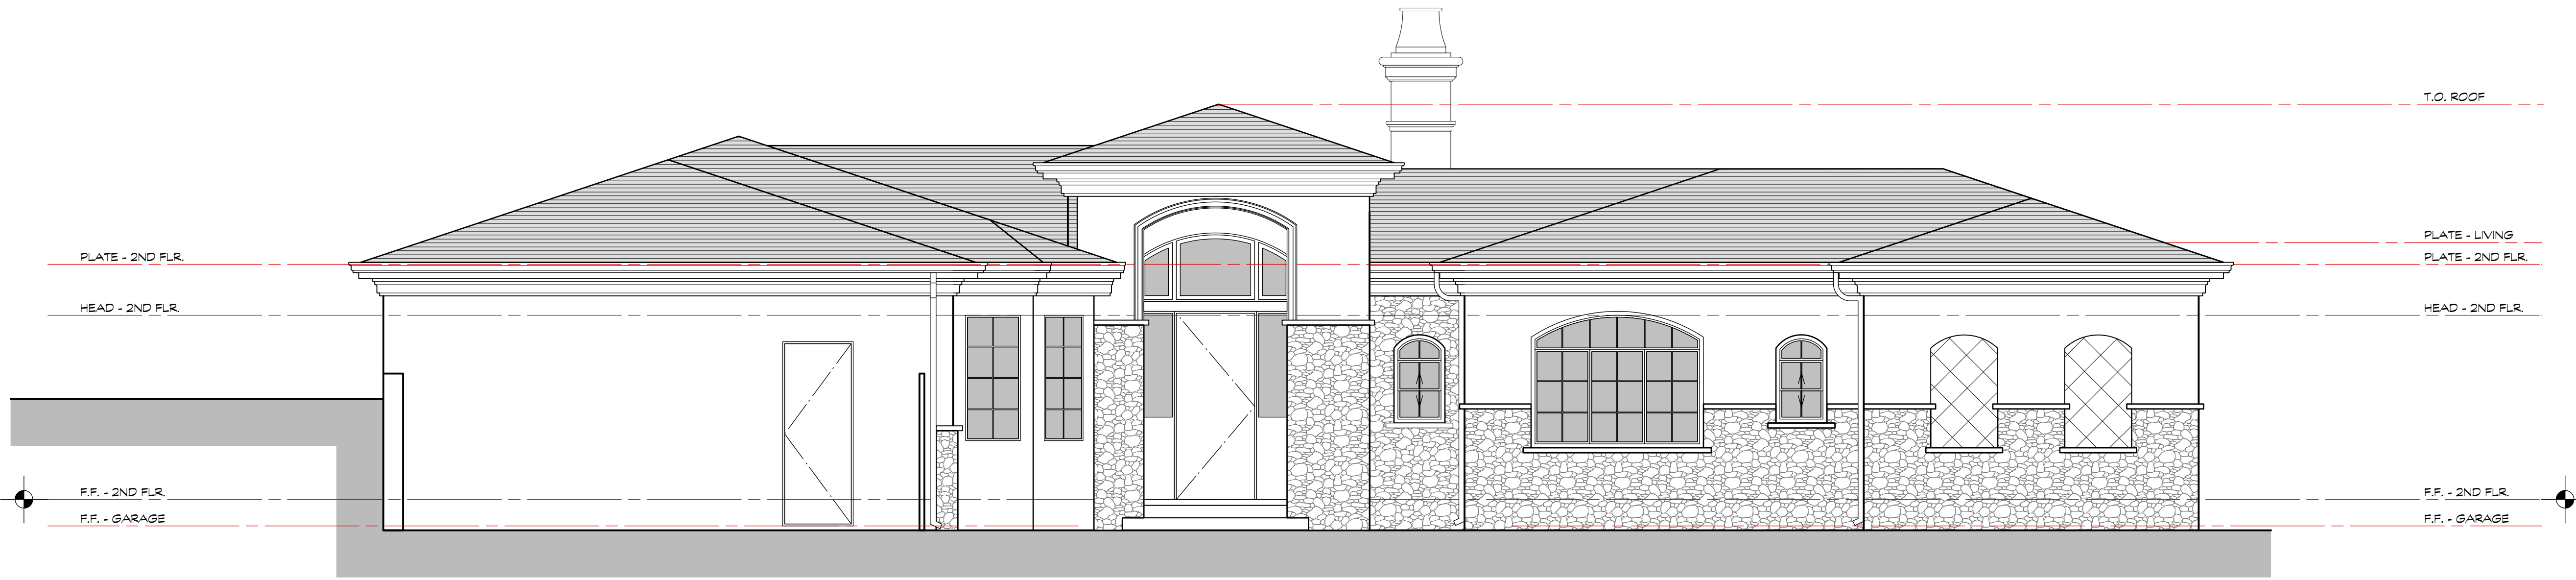 T.O. ROOF
PLATE - LIVING
PLATE - 2ND FLR.
PLATE - 2ND FLR.
HEAD - 2ND FLR.
HEAD - 2ND FLR.
F.F. - 2ND FLR.
F.F. - 2ND FLR.
F.F. - GARAGE
F.F. - GARAGE